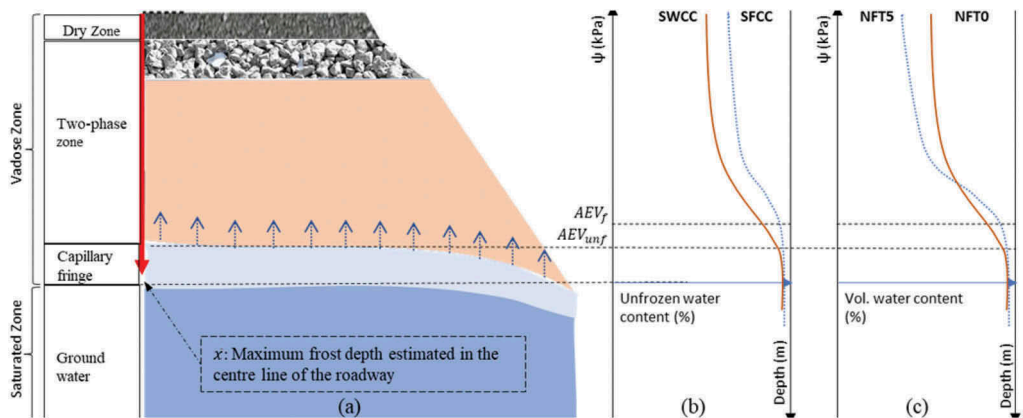 Vadose Zone
Saturated Zone
Dry Zone
Two-phase
zone
Capillary
fringe
Ground
water
x: Maximum frost depth estimated in the
centre line of the roadway
(a)
ψ (kPa)
SWCC
SFCC
AEV_f
AEV_unf
Unfrozen water
content (%)
Depth (m)
(b)
ψ (kPa)
NFT5
NFT0
Vol. water content
(%)
Depth (m)
(c)